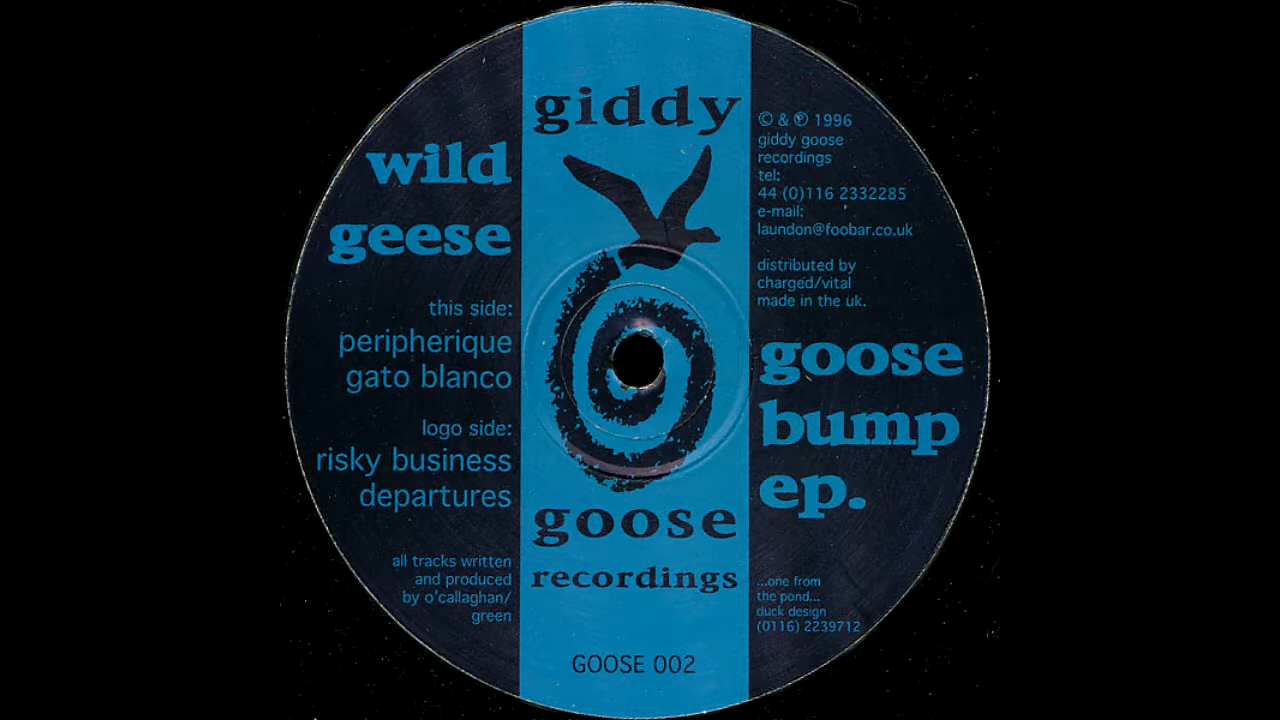 giddy
goose
recordings
GOOSE 002
wild
geese
this side:
peripherique
gato blanco
logo side:
risky business
departures
all tracks written
and produced
by o'callaghan/
green
© & ℗ 1996
giddy goose
recordings
tel:
44 (0)116 2332285
e-mail:
laundon@foobar.co.uk
distributed by
charged/vital
made in the uk.
goose
bump
ep.
...one from
the pond...
duck design
(0116) 2239712